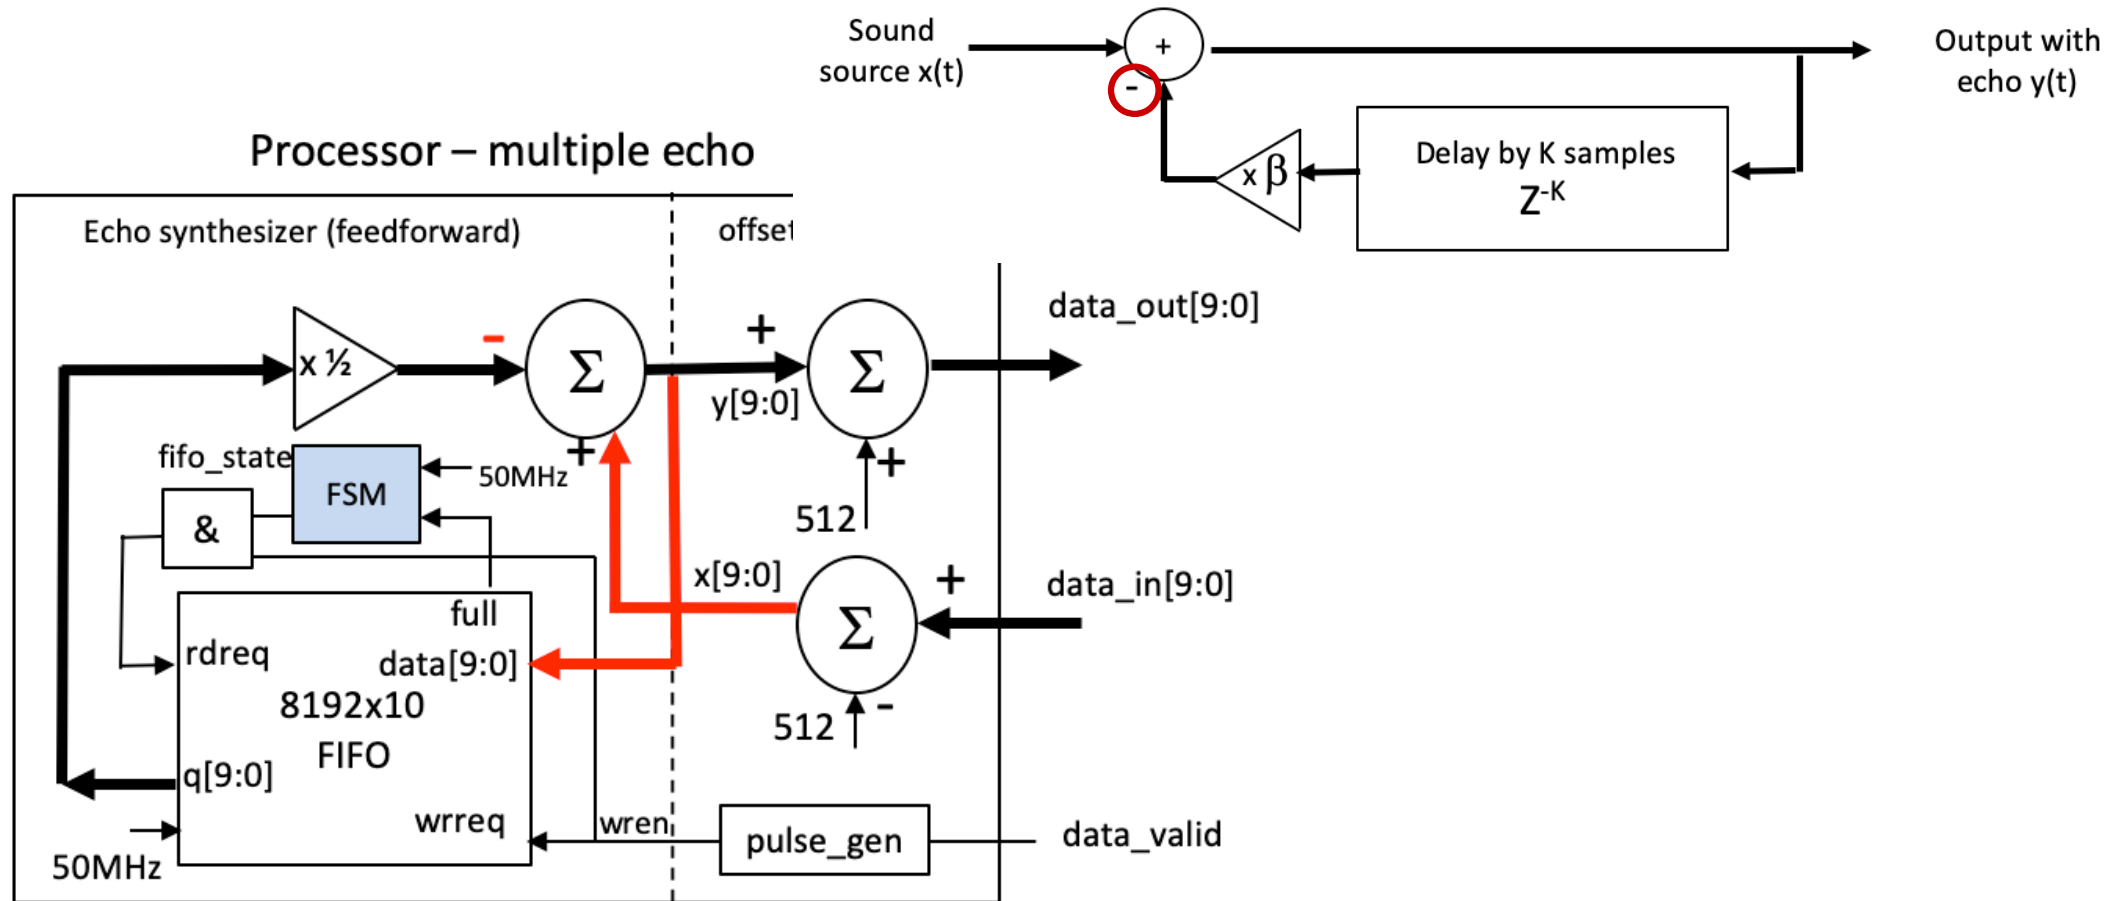 Sound
source x(t)
+
-
Output with
echo y(t)
Delay by K samples
Z-K
x β
Processor – multiple echo
Echo synthesizer (feedforward)
offset
data_out[9:0]
x ½
-
Σ
+
+
y[9:0]
Σ
+
512
fifo_state
FSM
50MHz
&
x[9:0]
+
data_in[9:0]
Σ
-
512
full
rdreq
data[9:0]
8192x10
FIFO
q[9:0]
wrreq
wren
pulse_gen
data_valid
50MHz